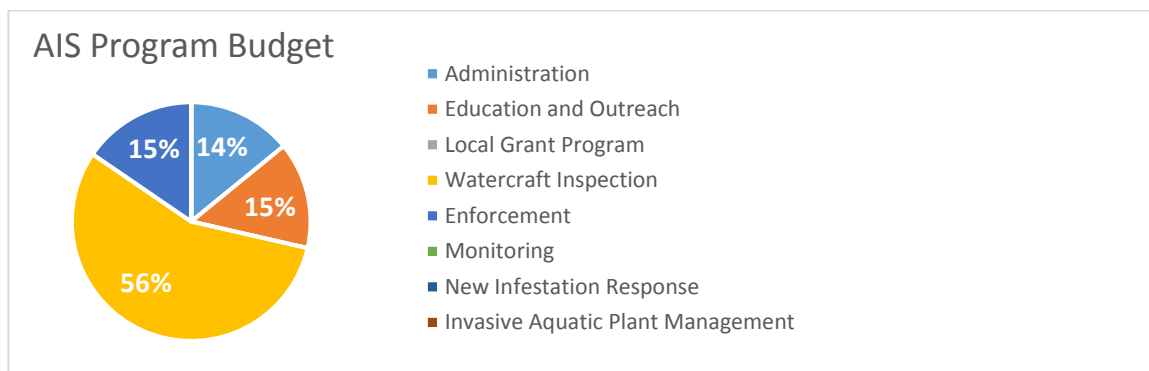 AIS Program Budget
Administration
Education and Outreach
Local Grant Program
Watercraft Inspection
Enforcement
Monitoring
New Infestation Response
Invasive Aquatic Plant Management
15%
14%
15%
56%